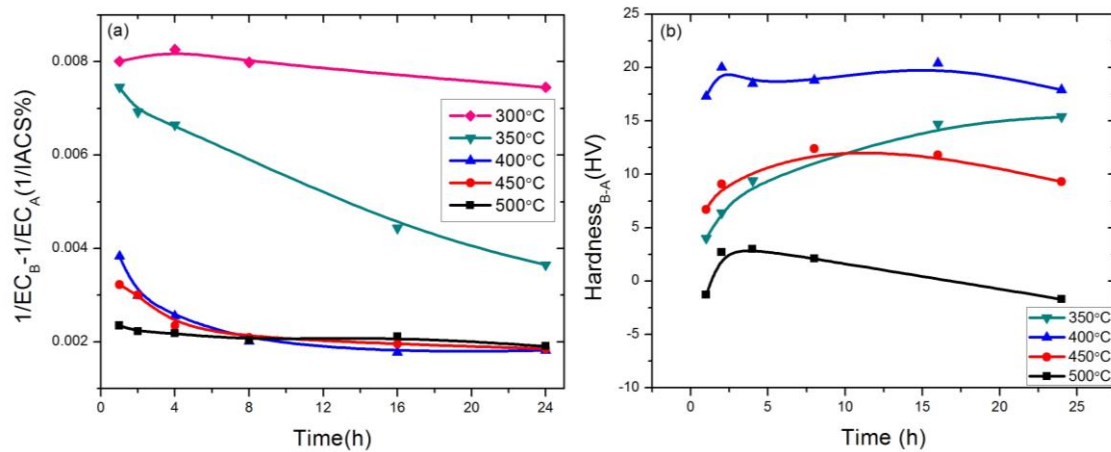 (a)
0.008
0.006
0.004
0.002
0 4 8 12 16 20 24
Time(h)
1/EC_B-1/EC_A(1/IACS%)
300°C
350°C
400°C
450°C
500°C
(b)
25
20
15
10
5
0
-5
-10
0 5 10 15 20 25
Time (h)
Hardness_B-A(HV)
350°C
400°C
450°C
500°C